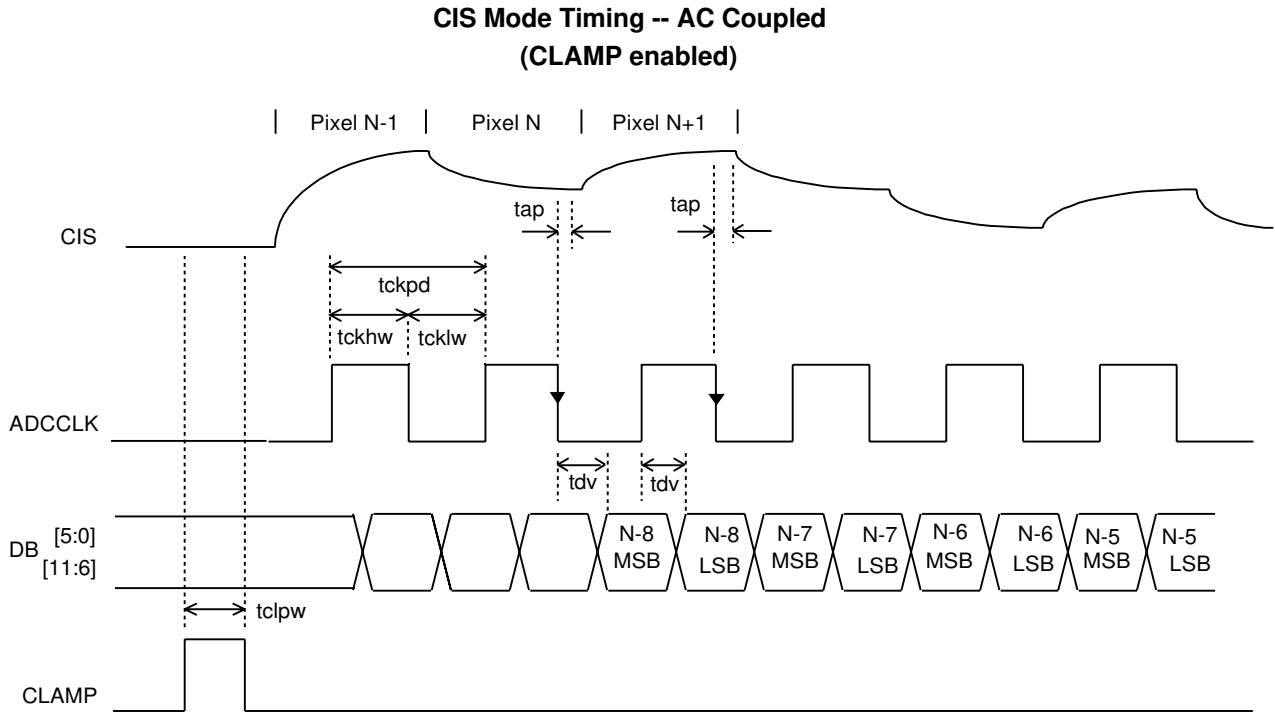 CIS Mode Timing -- AC Coupled
(CLAMP enabled)
| Pixel N-1 | Pixel N | Pixel N+1 |
tap
tap
CIS
tckpd
tckhw
tcklw
ADCCLK
tdv
tdv
DB [5:0]
[11:6]
N-8
MSB
N-8
LSB
N-7
MSB
N-7
LSB
N-6
MSB
N-6
LSB
N-5
MSB
N-5
LSB
tclpw
CLAMP